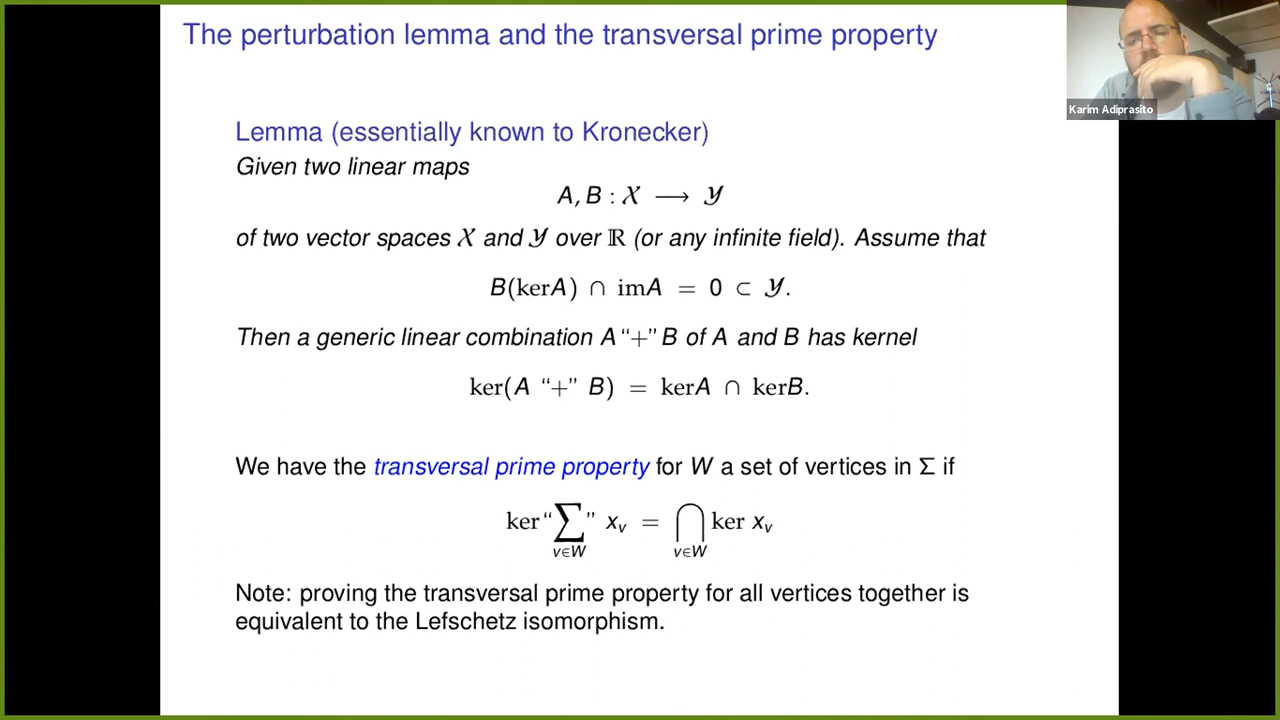 The perturbation lemma and the transversal prime property
Karim Adiprasito
Lemma (essentially known to Kronecker)
Given two linear maps
A, B : 𝒳 ⟶ 𝒴
of two vector spaces 𝒳 and 𝒴 over ℝ (or any infinite field). Assume that
B(kerA) ∩ imA = 0 ⊂ 𝒴.
Then a generic linear combination A “+” B of A and B has kernel
ker(A “+” B) = kerA ∩ kerB.
We have the transversal prime property for W a set of vertices in Σ if
ker “∑” x_v = ⋂ ker x_v
v∈W v∈W
Note: proving the transversal prime property for all vertices together is
equivalent to the Lefschetz isomorphism.